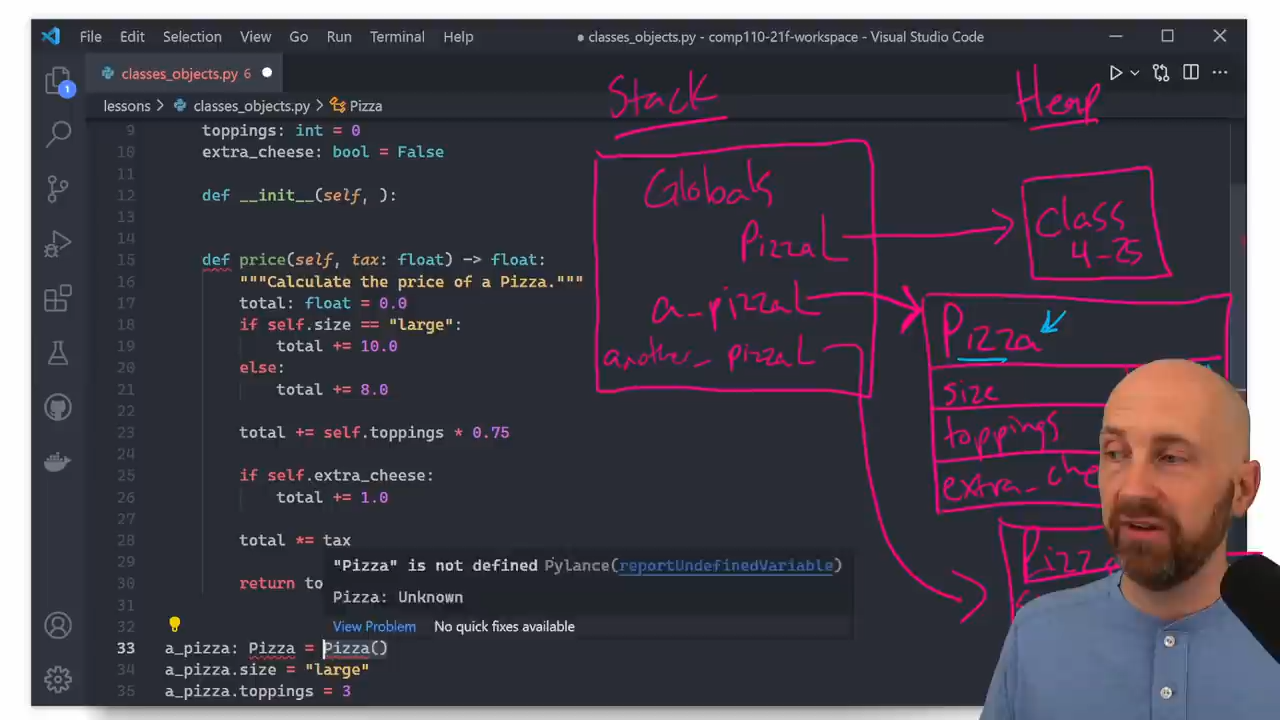 File Edit Selection View Go Run Terminal Help
● classes_objects.py - comp110-21f-workspace - Visual Studio Code
classes_objects.py 6
lessons > classes_objects.py > Pizza
1
9 toppings: int = 0
10 extra_cheese: bool = False
11
12 def __init__(self, ):
13
14
15 def price(self, tax: float) -> float:
16 """Calculate the price of a Pizza."""
17 total: float = 0.0
18 if self.size == "large":
19 total += 10.0
20 else:
21 total += 8.0
22
23 total += self.toppings * 0.75
24
25 if self.extra_cheese:
26 total += 1.0
27
28 total *= tax
29
30 return to
31
32
33 a_pizza: Pizza = Pizza()
34 a_pizza.size = "large"
35 a_pizza.toppings = 3
"Pizza" is not defined Pylance(reportUndefinedVariable)
Pizza: Unknown
View Problem No quick fixes available
Stack
Globals
Pizza
a_pizza
another_pizza
Heap
Class
4-25
Pizza
size
toppings
extra_che
Pizza